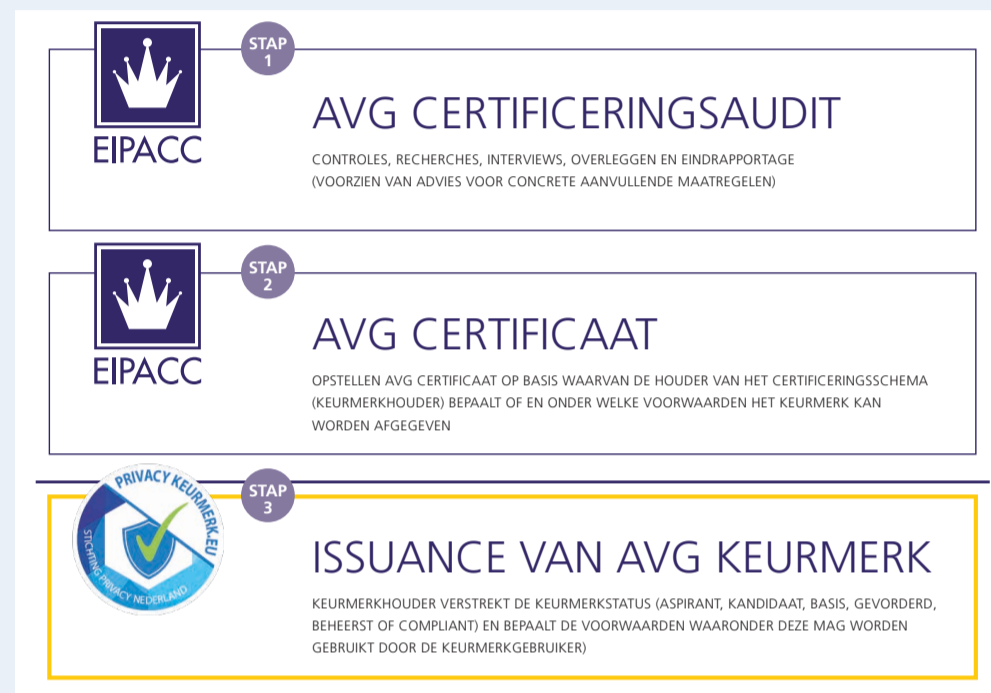 STAP
1
EIPACC
AVG CERTIFICERINGSAUDIT
CONTROLES, RECHERCHES, INTERVIEWS, OVERLEGGEN EN EINDRAPPORTAGE
(VOORZIEN VAN ADVIES VOOR CONCRETE AANVULLENDE MAATREGELEN)
STAP
2
EIPACC
AVG CERTIFICAAT
OPSTELLEN AVG CERTIFICAAT OP BASIS WAARVAN DE HOUDER VAN HET CERTIFICERINGSSCHEMA
(KEURMERKHOUDER) BEPAALT OF EN ONDER WELKE VOORWAARDEN HET KEURMERK KAN
WORDEN AFGEGEVEN
STAP
3
PRIVACY KEURMERK.EU
STICHTING PRIVACY NEDERLAND
ISSUANCE VAN AVG KEURMERK
KEURMERKHOUDER VERSTREKT DE KEURMERKSTATUS (ASPIRANT, KANDIDAAT, BASIS, GEVORDERD,
BEHEERST OF COMPLIANT) EN BEPAALT DE VOORWAARDEN WAARONDER DEZE MAG WORDEN
GEBRUIKT DOOR DE KEURMERKGEBRUIKER)